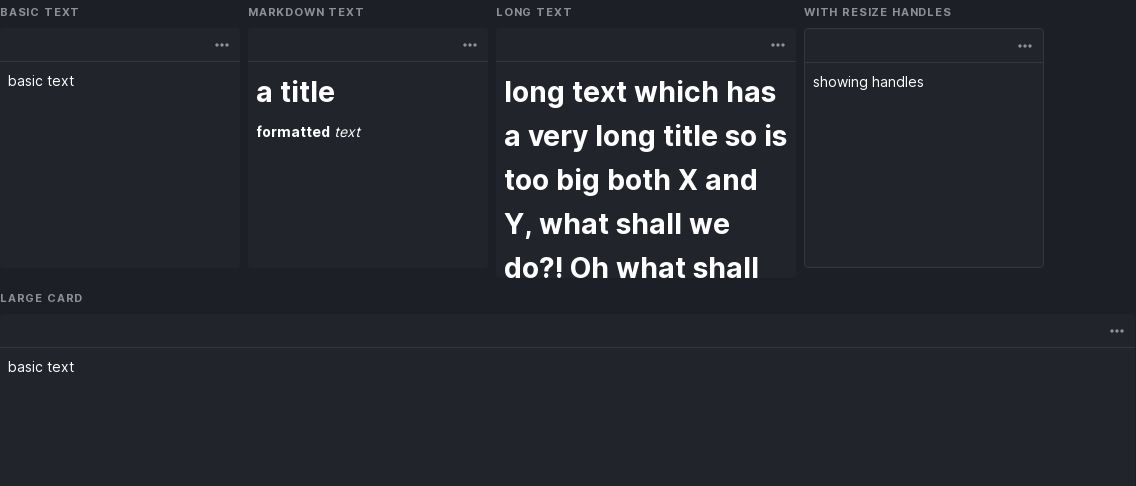 BASIC TEXT
basic text
MARKDOWN TEXT
a title
formatted text
LONG TEXT
long text which has
a very long title so is
too big both X and
Y, what shall we
do?! Oh what shall
WITH RESIZE HANDLES
showing handles
LARGE CARD
basic text